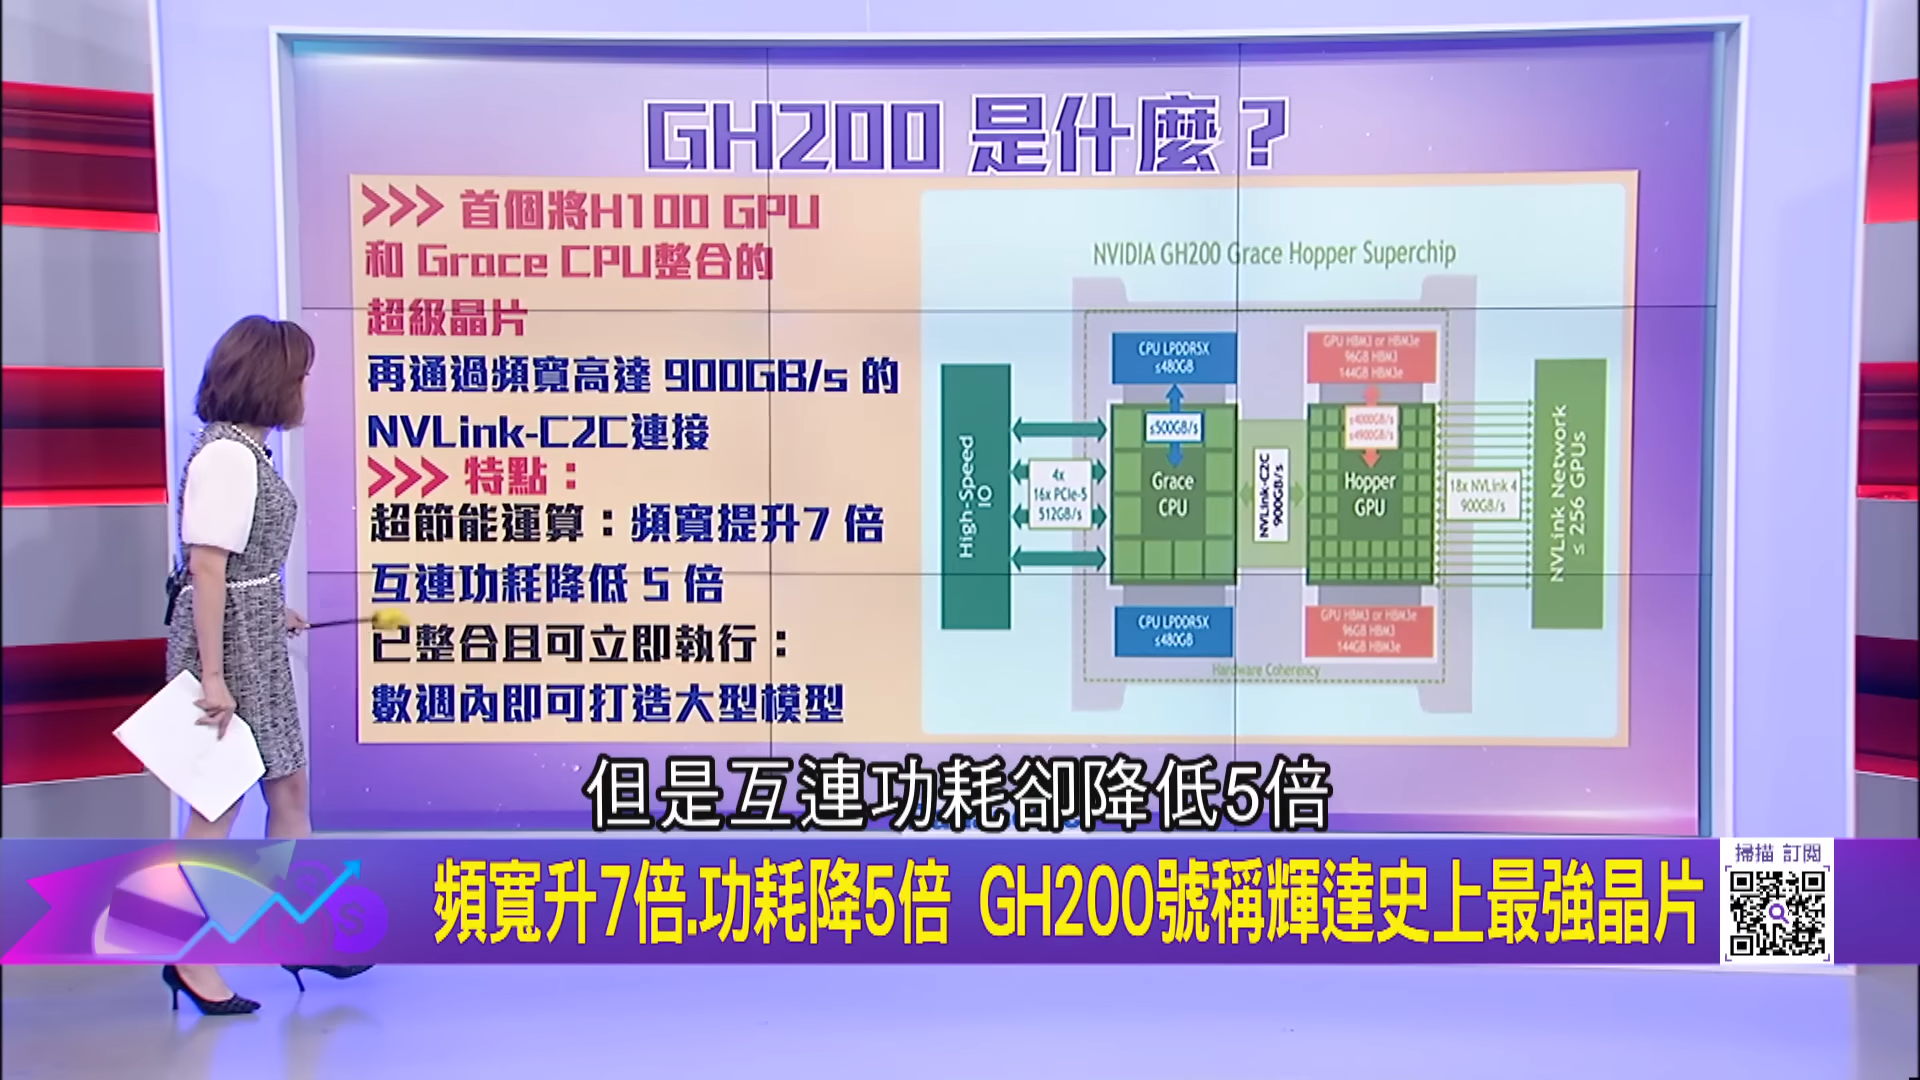 GH200 是什麼？
>>> 首個將H100 GPU
和 Grace CPU整合的
超級晶片
再通過頻寬高達 900GB/s 的
NVLink-C2C連接
>>> 特點：
超節能運算：頻寬提升7 倍
互連功耗降低 5 倍
已整合且可立即執行：
數週內即可打造大型模型
NVIDIA GH200 Grace Hopper Superchip
CPU LPDDR5X
≤480GB
GPU HBM3 or HBM3e
96GB HBM3
144GB HBM3e
High-Speed
IO
4x
16x PCIe-5
512GB/s
≤500GB/s
Grace
CPU
NVLink-C2C
900GB/s
≤4000GB/s
≤4900GB/s
Hopper
GPU
18x NVLink 4
900GB/s
NVLink Network
≤ 256 GPUs
CPU LPDDR5X
≤480GB
GPU HBM3 or HBM3e
96GB HBM3
144GB HBM3e
Hardware Coherency
但是互連功耗卻降低5倍
頻寬升7倍.功耗降5倍 GH200號稱輝達史上最強晶片
掃描 訂閱